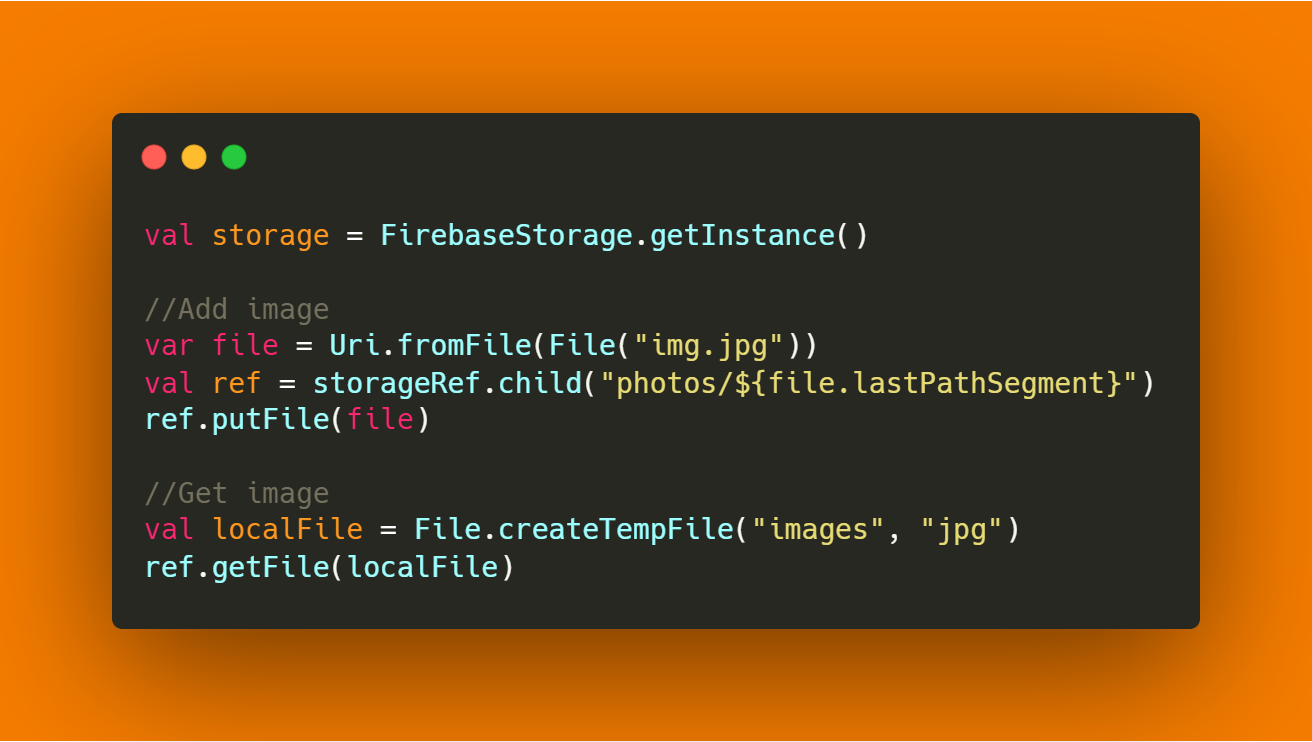 val storage = FirebaseStorage.getInstance()
//Add image
var file = Uri.fromFile(File("img.jpg"))
val ref = storageRef.child("photos/${file.lastPathSegment}")
ref.putFile(file)
//Get image
val localFile = File.createTempFile("images", "jpg")
ref.getFile(localFile)